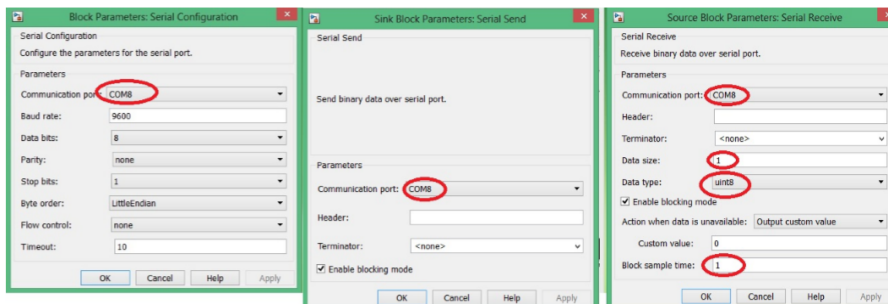 Block Parameters: Serial Configuration
Serial Configuration
Configure the parameters for the serial port.
Parameters
Communication port: COM8
Baud rate: 9600
Data bits: 8
Parity: none
Stop bits: 1
Byte order: LittleEndian
Flow control: none
Timeout: 10
OK Cancel Help Apply
Sink Block Parameters: Serial Send
Serial Send
Send binary data over serial port.
Parameters
Communication port: COM8
Header:
Terminator: <none>
Enable blocking mode
OK Cancel Help Apply
Source Block Parameters: Serial Receive
Serial Receive
Receive binary data over serial port.
Parameters
Communication port: COM8
Header:
Terminator: <none>
Data size: 1
Data type: uint8
Enable blocking mode
Action when data is unavailable: Output custom value
Custom value: 0
Block sample time: 1
OK Cancel Help Apply